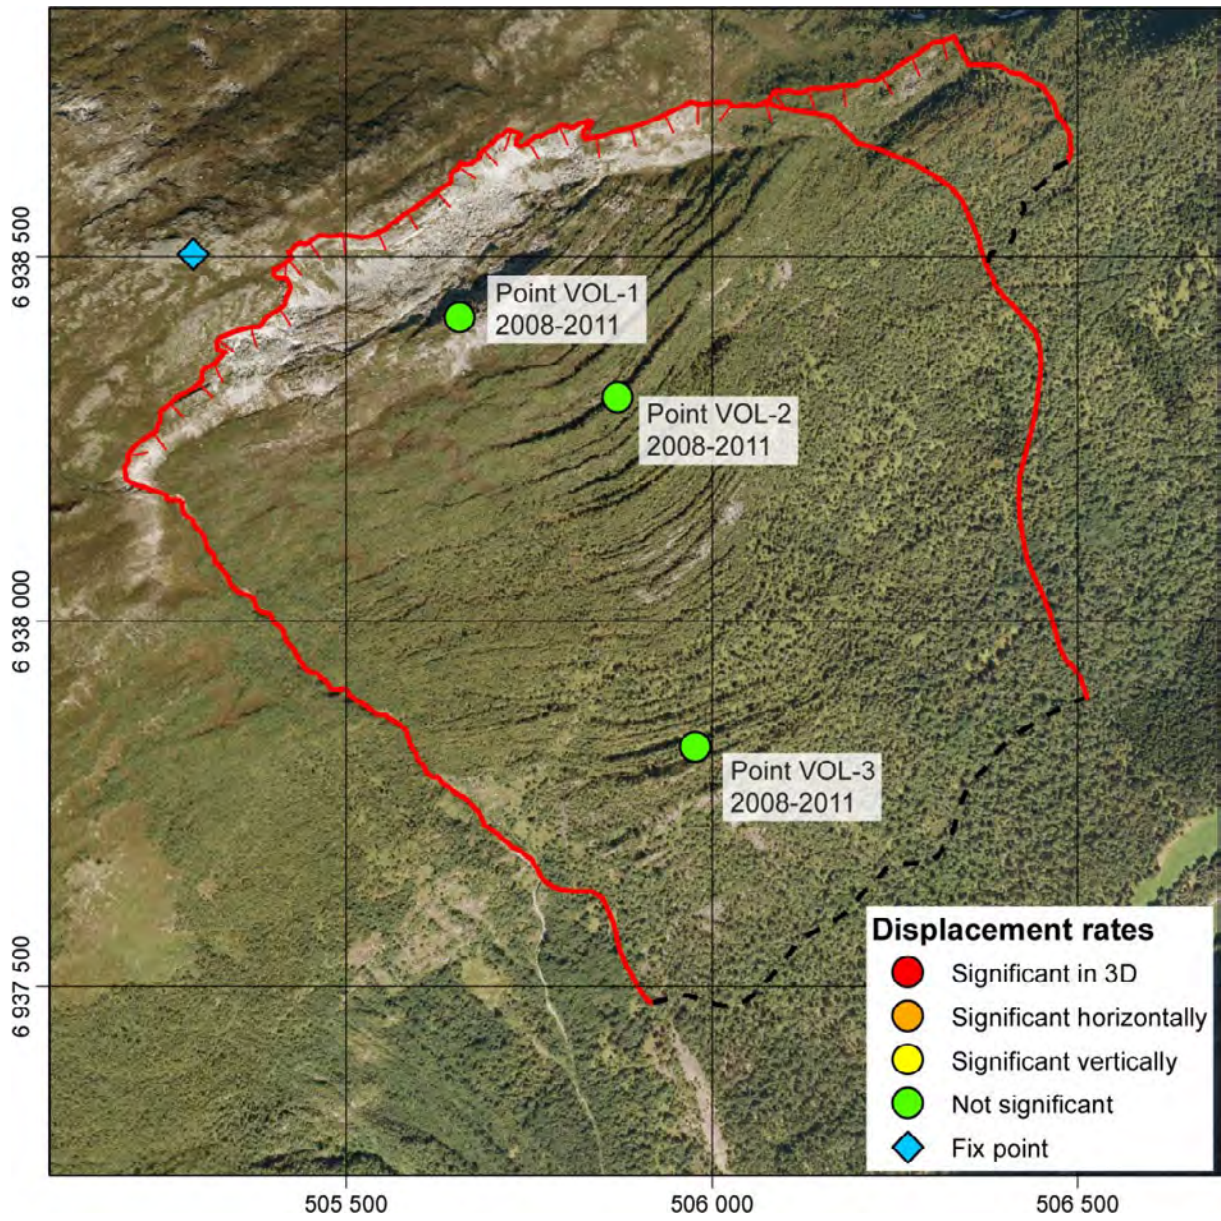 6 938 500
Point VOL-1
2008-2011
Point VOL-2
2008-2011
6 938 000
Point VOL-3
2008-2011
6 937 500
Displacement rates
Significant in 3D
Significant horizontally
Significant vertically
Not significant
Fix point
505 500
506 000
506 500